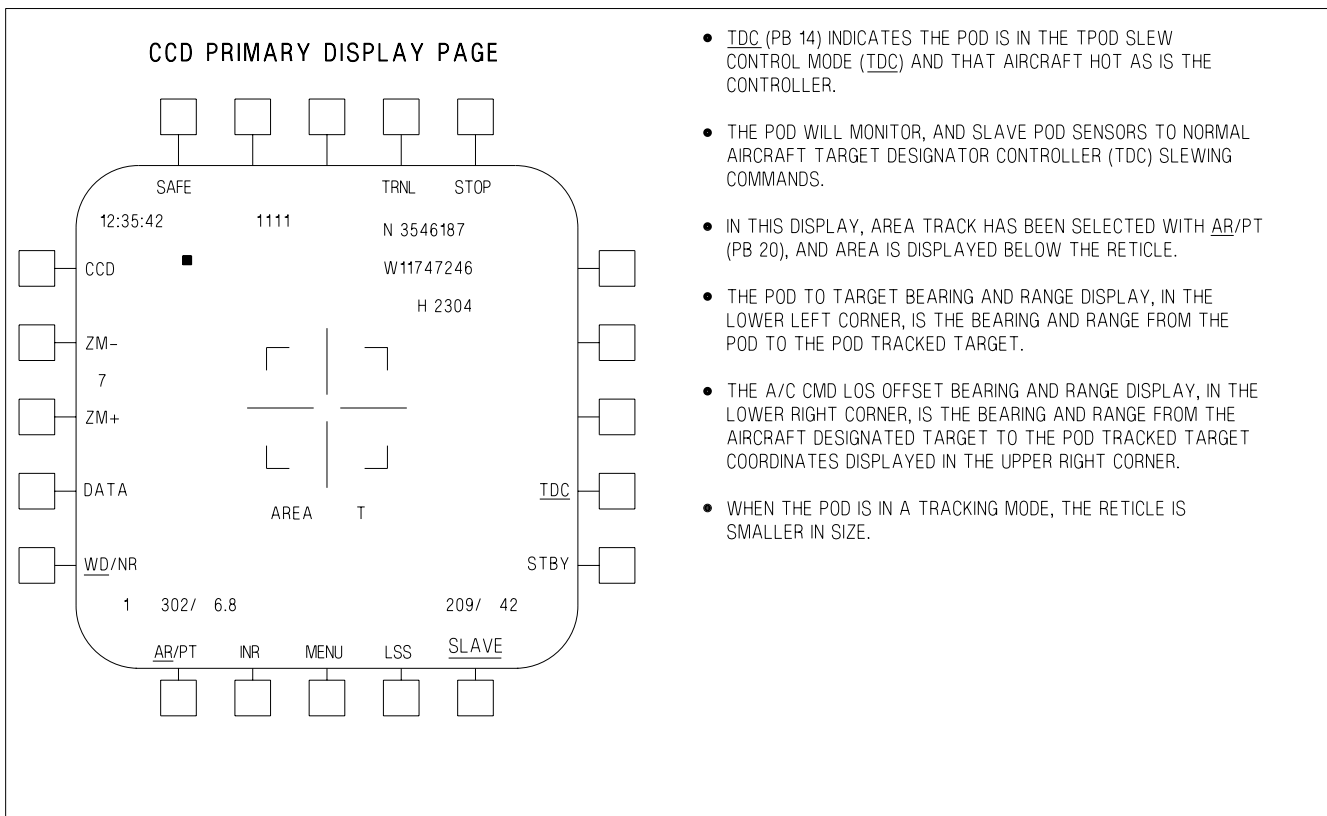 CCD PRIMARY DISPLAY PAGE
SAFE TRNL STOP
12:35:42 1111 N 3546187
CCD W11747246
H 2304
ZM-
7
ZM+
DATA TDC
AREA T
WD/NR STBY
1 302/ 6.8 209/ 42
AR/PT INR MENU LSS SLAVE
• TDC (PB 14) INDICATES THE POD IS IN THE TPOD SLEW
CONTROL MODE (TDC) AND THAT AIRCRAFT HOT AS IS THE
CONTROLLER.
• THE POD WILL MONITOR, AND SLAVE POD SENSORS TO NORMAL
AIRCRAFT TARGET DESIGNATOR CONTROLLER (TDC) SLEWING
COMMANDS.
• IN THIS DISPLAY, AREA TRACK HAS BEEN SELECTED WITH AR/PT
(PB 20), AND AREA IS DISPLAYED BELOW THE RETICLE.
• THE POD TO TARGET BEARING AND RANGE DISPLAY, IN THE
LOWER LEFT CORNER, IS THE BEARING AND RANGE FROM THE
POD TO THE POD TRACKED TARGET.
• THE A/C CMD LOS OFFSET BEARING AND RANGE DISPLAY, IN THE
LOWER RIGHT CORNER, IS THE BEARING AND RANGE FROM THE
AIRCRAFT DESIGNATED TARGET TO THE POD TRACKED TARGET
COORDINATES DISPLAYED IN THE UPPER RIGHT CORNER.
• WHEN THE POD IS IN A TRACKING MODE, THE RETICLE IS
SMALLER IN SIZE.